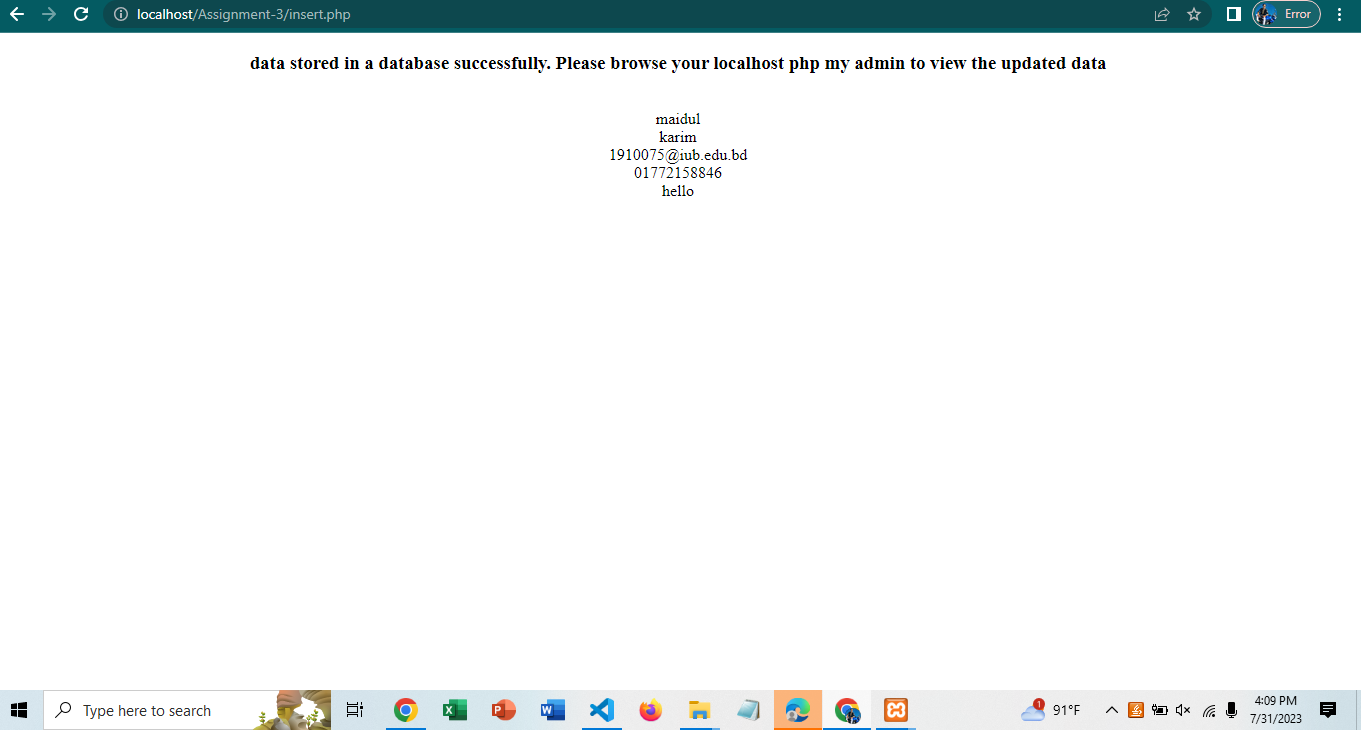 localhost/Assignment-3/insert.php
Error
data stored in a database successfully. Please browse your localhost php my admin to view the updated data
maidul
karim
1910075@iub.edu.bd
01772158846
hello
Type here to search
1
91°F
4:09 PM
7/31/2023